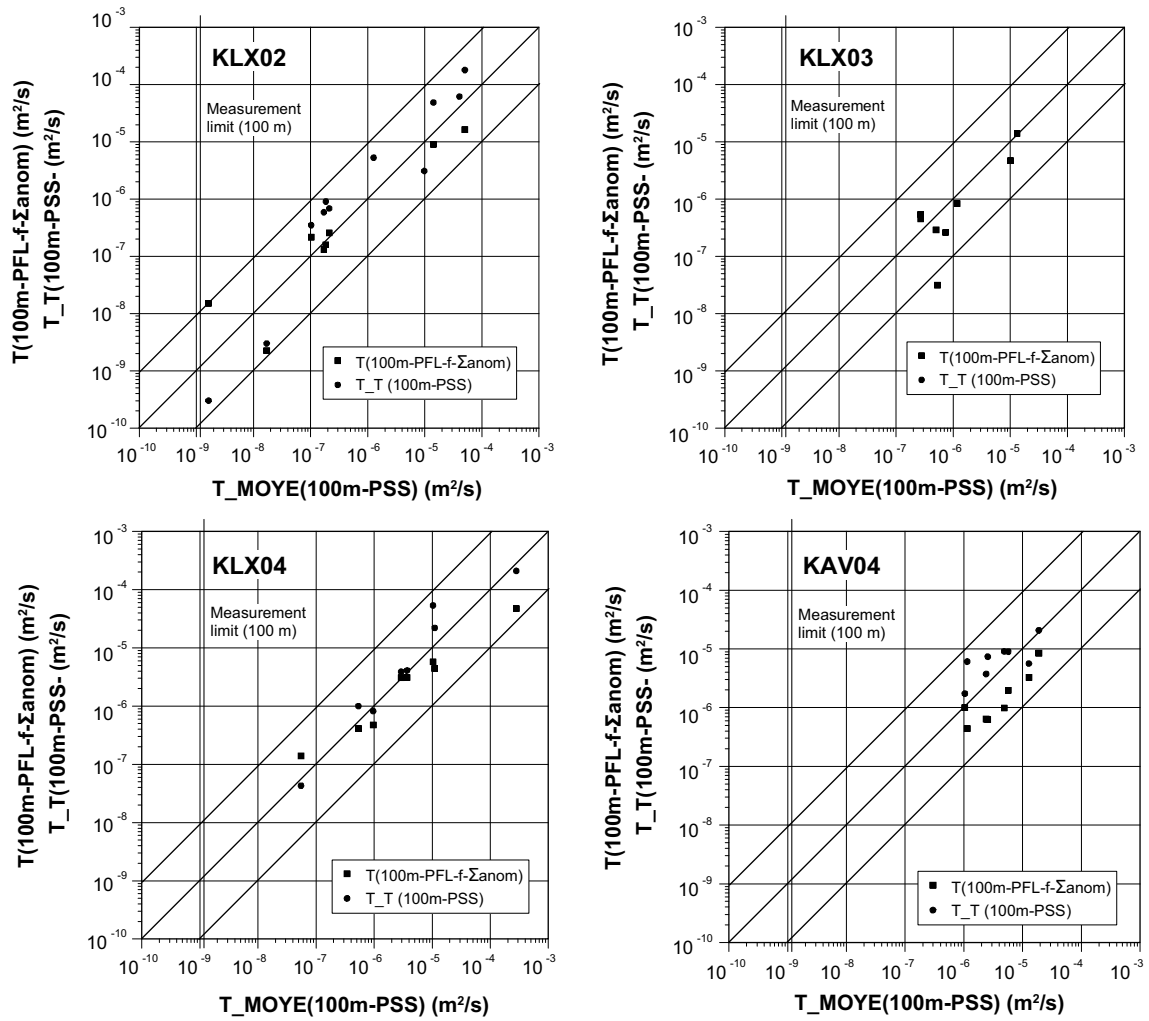 KLX02
Measurement
limit (100 m)
T(100m-PFL-f-Σanom) (m²/s)
T_T(100m-PSS- (m²/s)
10⁻³
10⁻⁴
10⁻⁵
10⁻⁶
10⁻⁷
10⁻⁸
10⁻⁹
10⁻¹⁰
T(100m-PFL-f-Σanom)
T_T (100m-PSS)
10⁻¹⁰ 10⁻⁹ 10⁻⁸ 10⁻⁷ 10⁻⁶ 10⁻⁵ 10⁻⁴ 10⁻³
T_MOYE(100m-PSS) (m²/s)
KLX03
Measurement
limit (100 m)
T(100m-PFL-f-Σanom) (m²/s)
T_T(100m-PSS- (m²/s)
10⁻³
10⁻⁴
10⁻⁵
10⁻⁶
10⁻⁷
10⁻⁸
10⁻⁹
10⁻¹⁰
T(100m-PFL-f-Σanom)
T_T (100m-PSS)
10⁻¹⁰ 10⁻⁹ 10⁻⁸ 10⁻⁷ 10⁻⁶ 10⁻⁵ 10⁻⁴ 10⁻³
T_MOYE(100m-PSS) (m²/s)
KLX04
Measurement
limit (100 m)
T(100m-PFL-f-Σanom) (m²/s)
T_T(100m-PSS- (m²/s)
10⁻³
10⁻⁴
10⁻⁵
10⁻⁶
10⁻⁷
10⁻⁸
10⁻⁹
10⁻¹⁰
T(100m-PFL-f-Σanom)
T_T (100m-PSS)
10⁻¹⁰ 10⁻⁹ 10⁻⁸ 10⁻⁷ 10⁻⁶ 10⁻⁵ 10⁻⁴ 10⁻³
T_MOYE(100m-PSS) (m²/s)
KAV04
Measurement
limit (100 m)
T(100m-PFL-f-Σanom) (m²/s)
T_T(100m-PSS- (m²/s)
10⁻³
10⁻⁴
10⁻⁵
10⁻⁶
10⁻⁷
10⁻⁸
10⁻⁹
10⁻¹⁰
T(100m-PFL-f-Σanom)
T_T (100m-PSS)
10⁻¹⁰ 10⁻⁹ 10⁻⁸ 10⁻⁷ 10⁻⁶ 10⁻⁵ 10⁻⁴ 10⁻³
T_MOYE(100m-PSS) (m²/s)